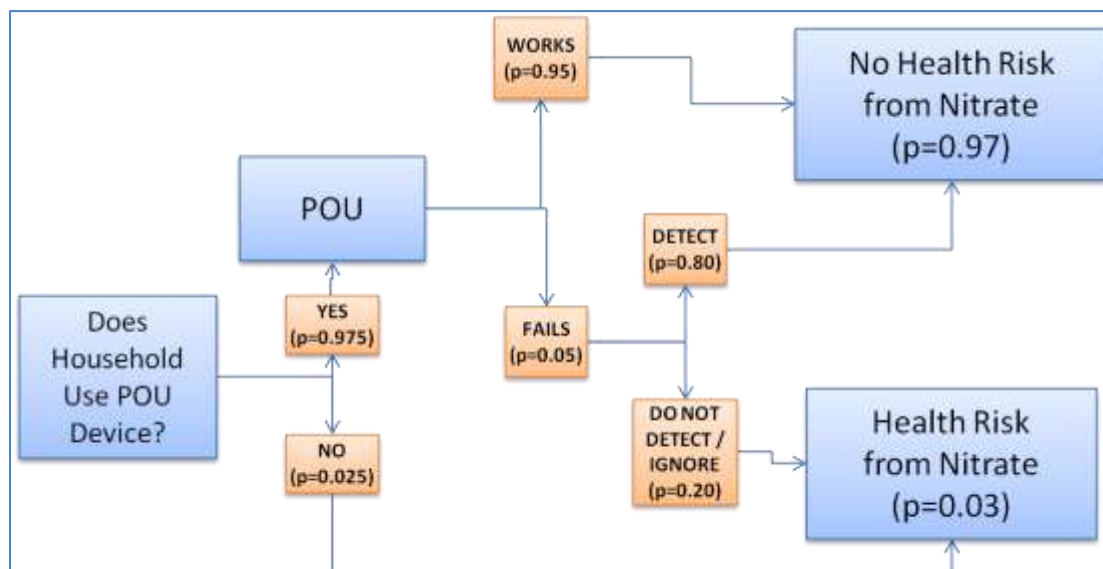 Does
Household
Use POU
Device?
YES
(p=0.975)
NO
(p=0.025)
POU
WORKS
(p=0.95)
FAILS
(p=0.05)
DETECT
(p=0.80)
DO NOT
DETECT /
IGNORE
(p=0.20)
No Health Risk
from Nitrate
(p=0.97)
Health Risk
from Nitrate
(p=0.03)